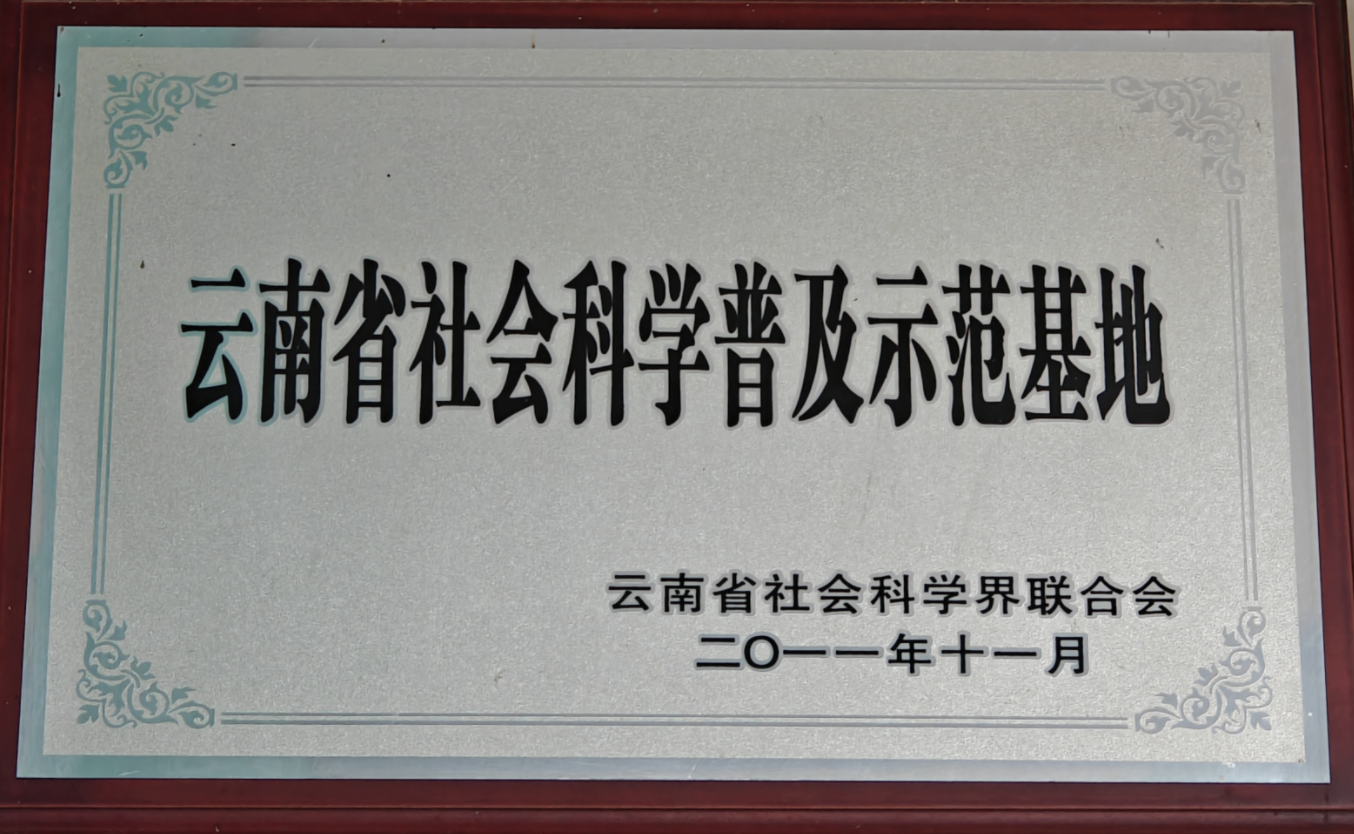 云南省社会科学普及示范基地
云南省社会科学界联合会
二〇一一年十一月